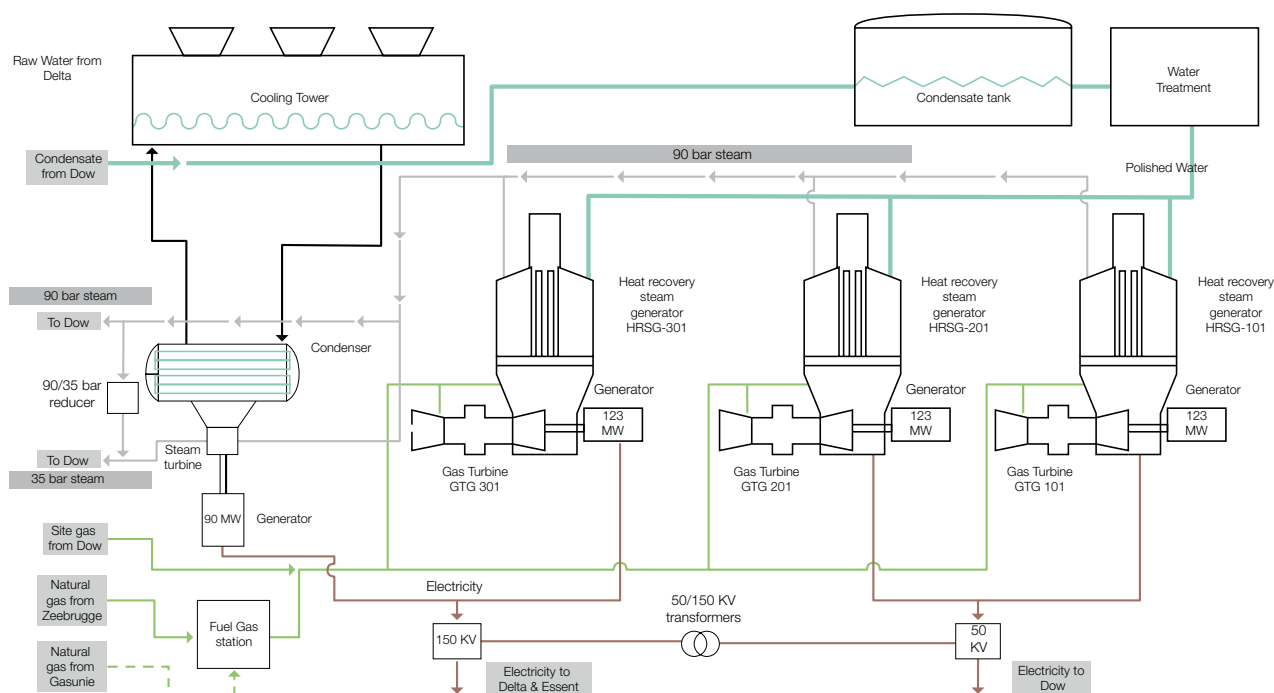 Raw Water from
Delta
Cooling Tower
Condensate tank
Water
Treatment
Condensate
from Dow
90 bar steam
Polished Water
Heat recovery
steam
generator
HRSG-301
Heat recovery
steam
generator
HRSG-201
Heat recovery
steam
generator
HRSG-101
90 bar steam
To Dow
Condenser
90/35 bar
reducer
Generator
123
MW
Generator
123
MW
Generator
123
MW
To Dow
35 bar steam
Steam
turbine
Gas Turbine
GTG 301
Gas Turbine
GTG 201
Gas Turbine
GTG 101
90 MW
Generator
Site gas
from Dow
Natural
gas from
Zeebrugge
Electricity
50/150 KV
transformers
Fuel Gas
station
150 KV
50
KV
Natural
gas from
Gasunie
Electricity to
Delta & Essent
Electricity to
Dow